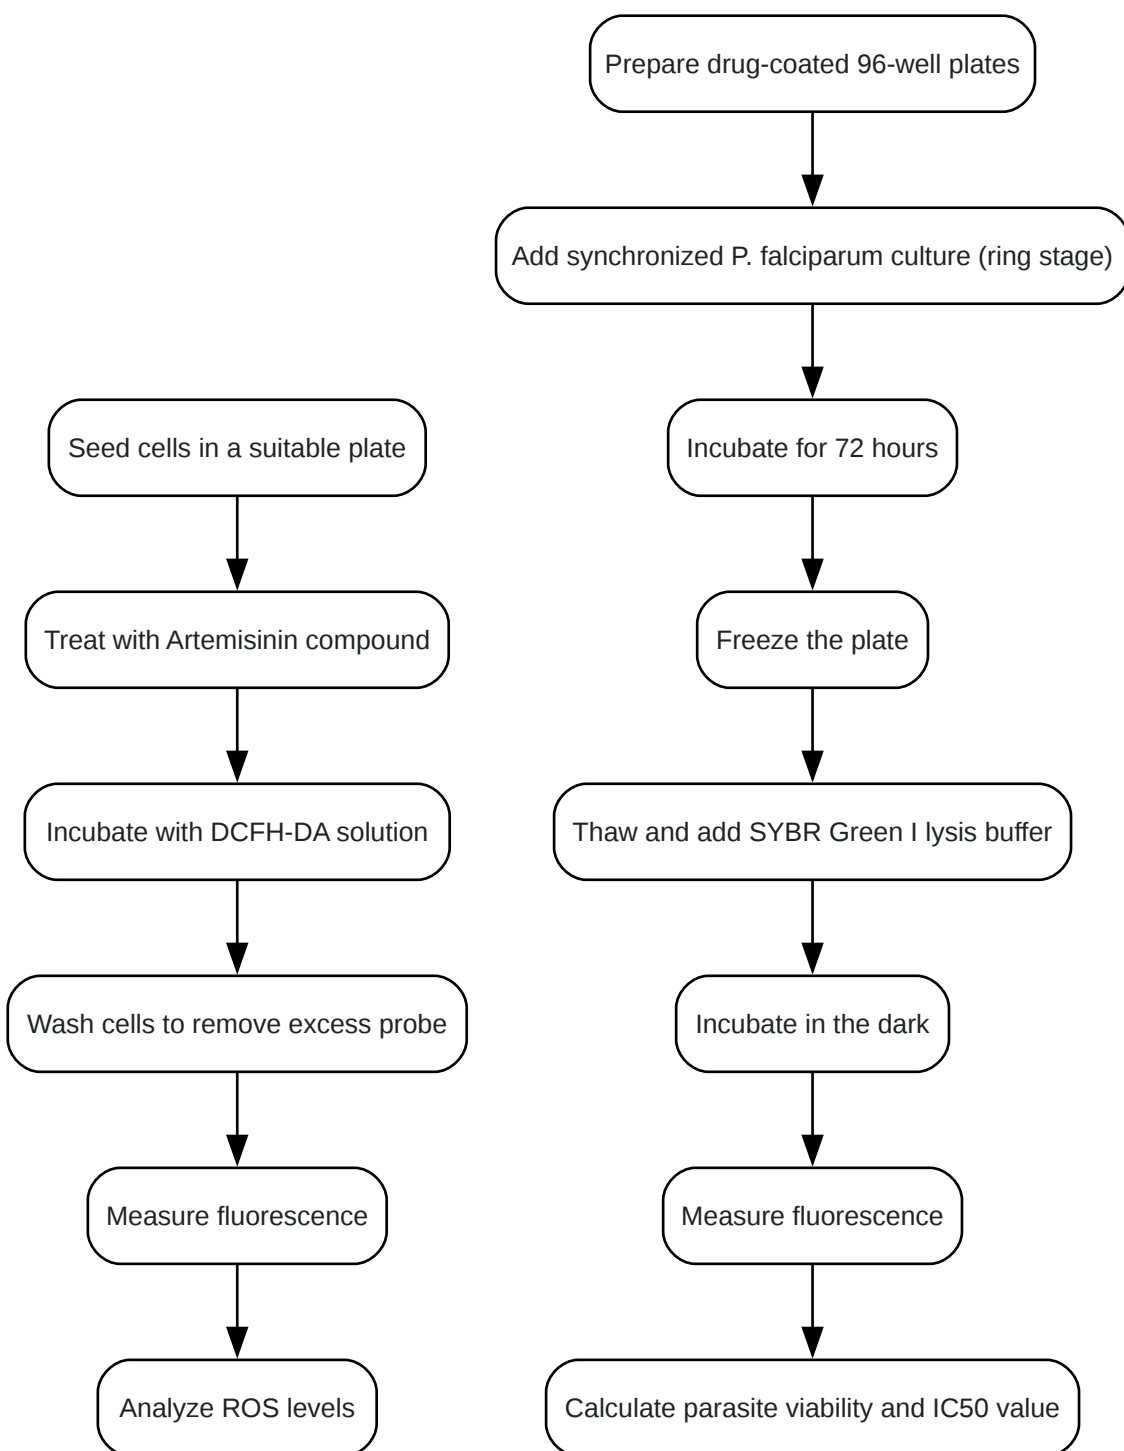 Seed cells in a suitable plate
Treat with Artemisinin compound
Incubate with DCFH-DA solution
Wash cells to remove excess probe
Measure fluorescence
Analyze ROS levels
Prepare drug-coated 96-well plates
Add synchronized P. falciparum culture (ring stage)
Incubate for 72 hours
Freeze the plate
Thaw and add SYBR Green I lysis buffer
Incubate in the dark
Measure fluorescence
Calculate parasite viability and IC50 value